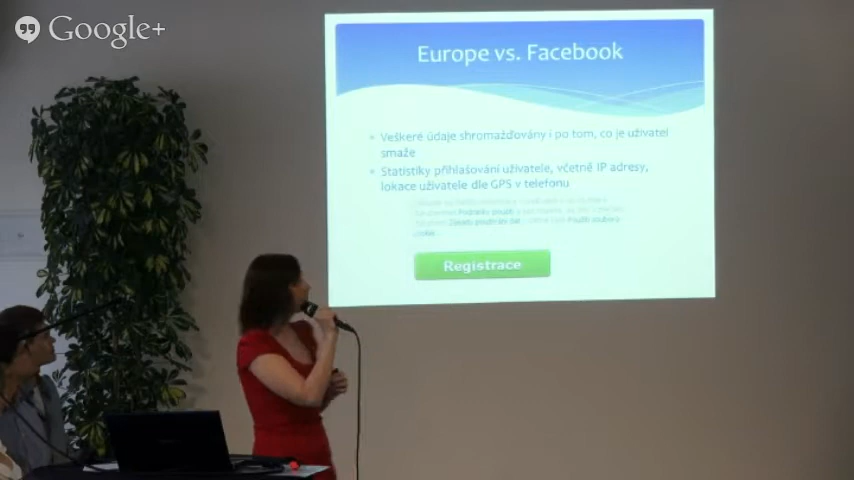 Google+
Europe vs. Facebook
Veškeré údaje shromažďovány i po tom, co je uživatel
smaže
Statistiky přihlašování uživatele, včetně IP adresy,
lokace uživatele dle GPS v telefonu
Registrace